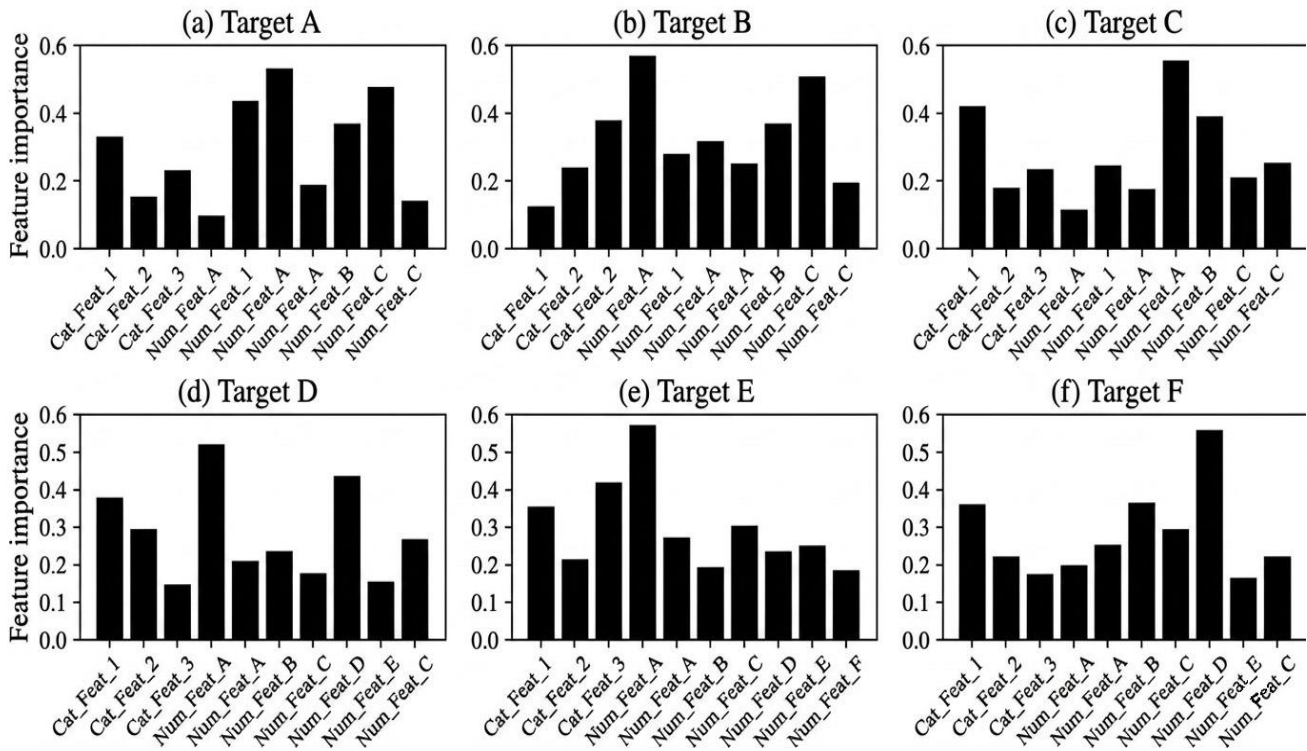 (a) Target A
(b) Target B
(c) Target C
Feature importance
0.6
0.4
0.2
0.0
Cat_Feat_1
Cat_Feat_2
Cat_Feat_3
Num_Feat_A
Num_Feat_1
Num_Feat_A
Num_Feat_A
Num_Feat_B
Num_Feat_C
Num_Feat_C
0.6
0.4
0.2
0.0
Cat_Feat_1
Cat_Feat_2
Cat_Feat_2
Num_Feat_A
Num_Feat_1
Num_Feat_A
Num_Feat_A
Num_Feat_B
Num_Feat_C
Num_Feat_C
0.6
0.4
0.2
0.0
Cat_Feat_1
Cat_Feat_2
Cat_Feat_3
Num_Feat_A
Num_Feat_1
Num_Feat_A
Num_Feat_A
Num_Feat_B
Num_Feat_C
Num_Feat_C
(d) Target D
(e) Target E
(f) Target F
Feature importance
0.6
0.5
0.4
0.3
0.2
0.1
0.0
Cat_Feat_1
Cat_Feat_2
Cat_Feat_3
Num_Feat_A
Num_Feat_A
Num_Feat_B
Num_Feat_C
Num_Feat_D
Num_Feat_E
Num_Feat_C
0.6
0.5
0.4
0.3
0.2
0.1
0.0
Cat_Feat_1
Cat_Feat_2
Cat_Feat_3
Num_Feat_A
Num_Feat_A
Num_Feat_B
Num_Feat_C
Num_Feat_D
Num_Feat_E
Num_Feat_F
0.6
0.5
0.4
0.3
0.2
0.1
0.0
Cat_Feat_1
Cat_Feat_2
Cat_Feat_3
Num_Feat_A
Num_Feat_A
Num_Feat_B
Num_Feat_C
Num_Feat_D
Num_Feat_E
Num_Feat_C